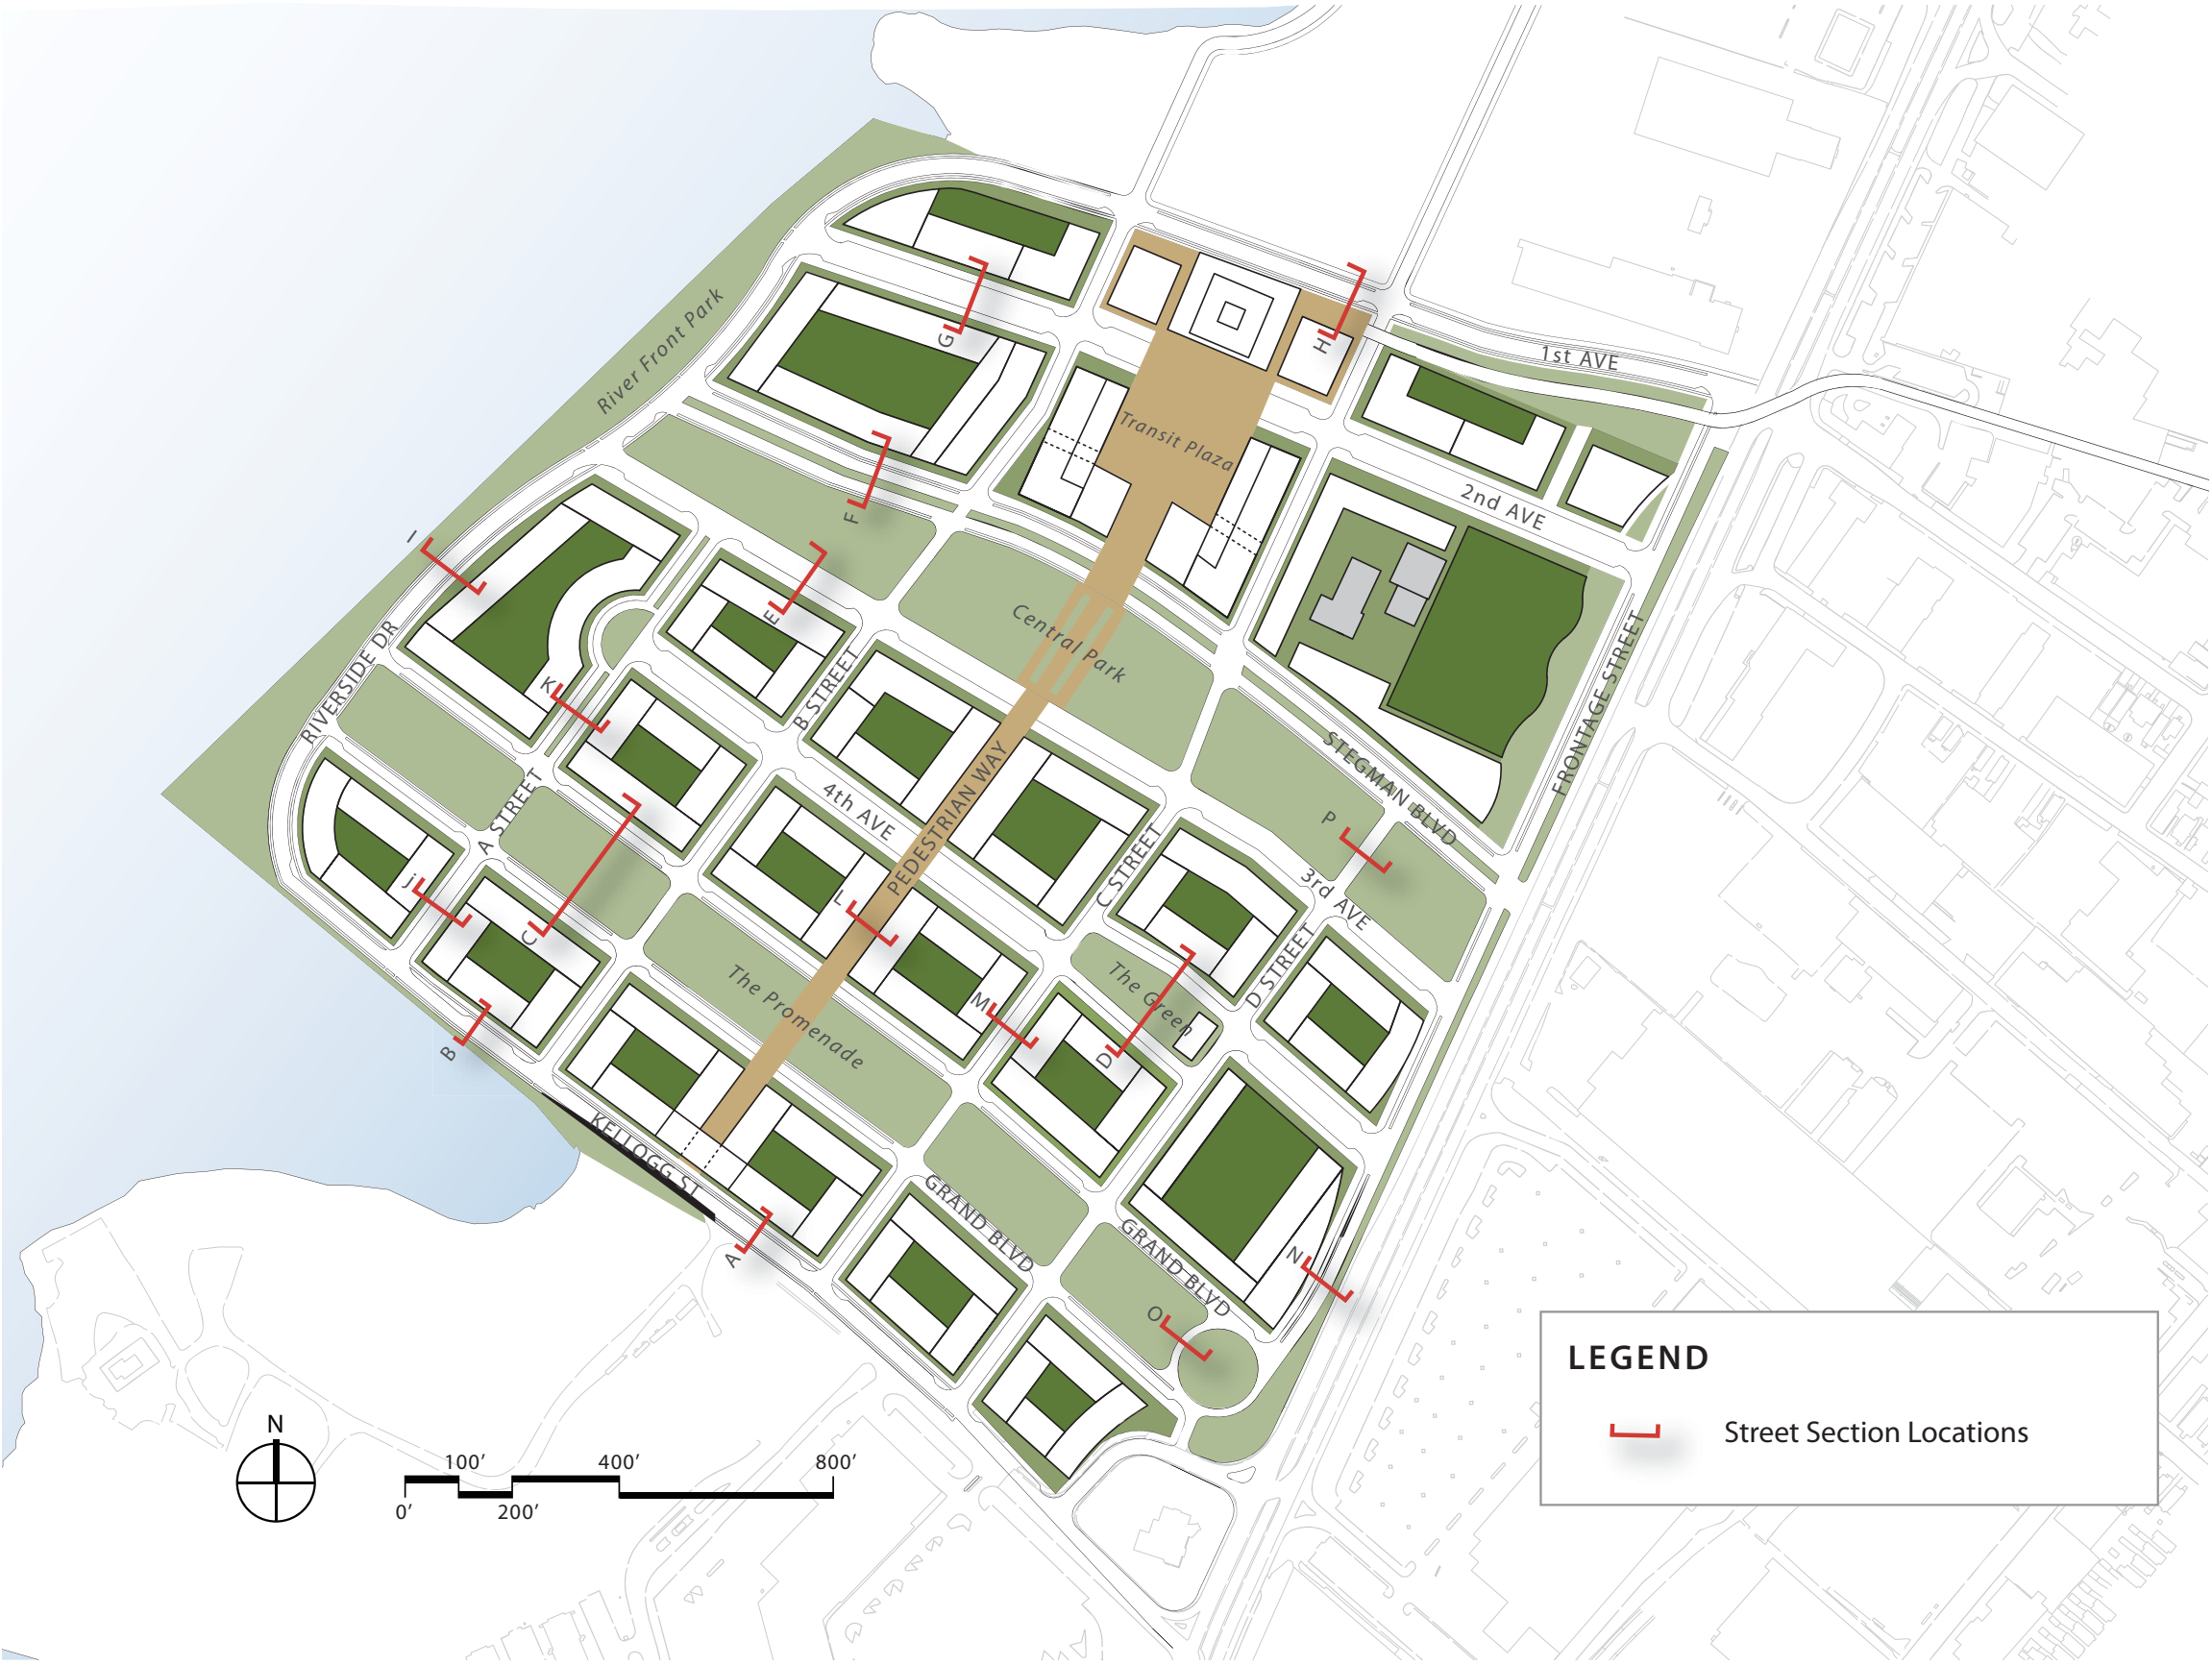 River Front Park
G
H
1st AVE
Transit Plaza
F
2nd AVE
I
Central Park
E
RIVERSIDE DR
B STREET
K
FRONTAGE STREET
STEGMAN BLVD
A STREET
4th AVE
PEDESTRIAN WAY
P
C STREET
3rd AVE
j
L
C
D STREET
The Promenade
The Green
M
D
B
KELLOGG ST
A
GRAND BLVD
GRAND BLVD
N
O
LEGEND
Street Section Locations
N
100’ 400’ 800’
0’ 200’